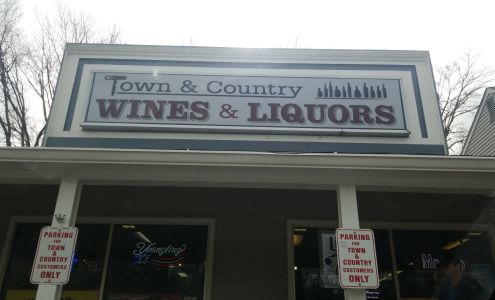 Town & Country
WINES & LIQUORS
PARKING
FOR
TOWN
&
COUNTRY
CUSTOMERS
ONLY
Yuengling
PARKING
FOR
TOWN &
COUNTRY
CUSTOMERS
ONLY